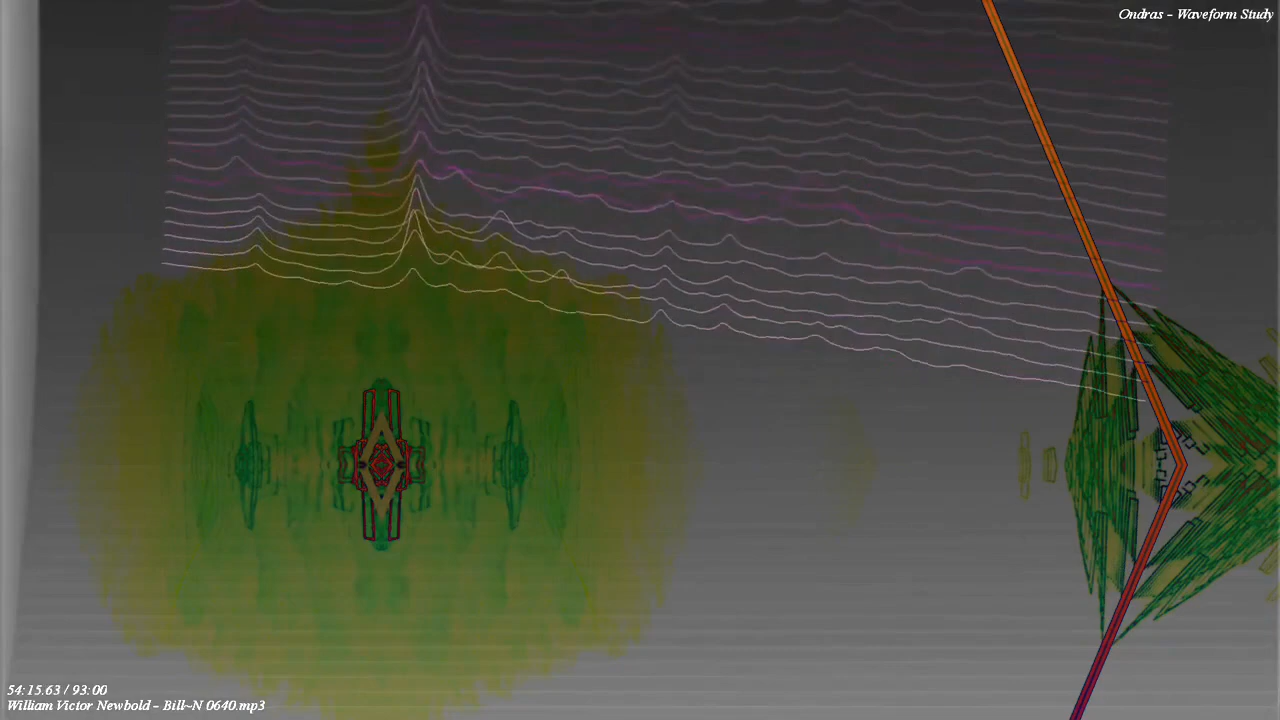 Ondras - Waveform Study
54:15.63 / 93:00
William Victor Newbold - Bill~N 0640.mp3